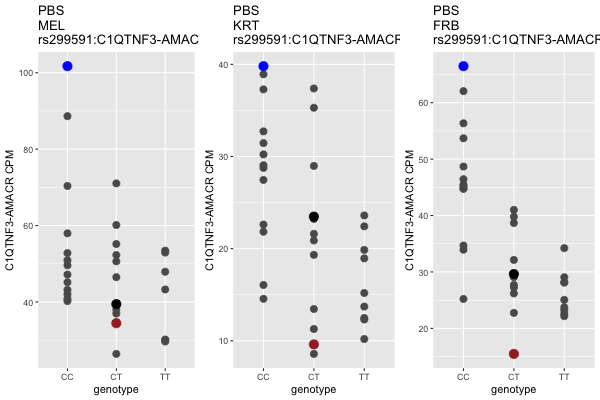 PBS
MEL
rs299591:C1QTNF3-AMAC
C1QTNF3-AMACR CPM
100
80
60
40
CC
CT
TT
genotype
PBS
KRT
rs299591:C1QTNF3-AMACR
C1QTNF3-AMACR CPM
40
30
20
10
CC
CT
TT
genotype
PBS
FRB
rs299591:C1QTNF3-AMACR
C1QTNF3-AMACR CPM
60
50
40
30
20
CC
CT
TT
genotype